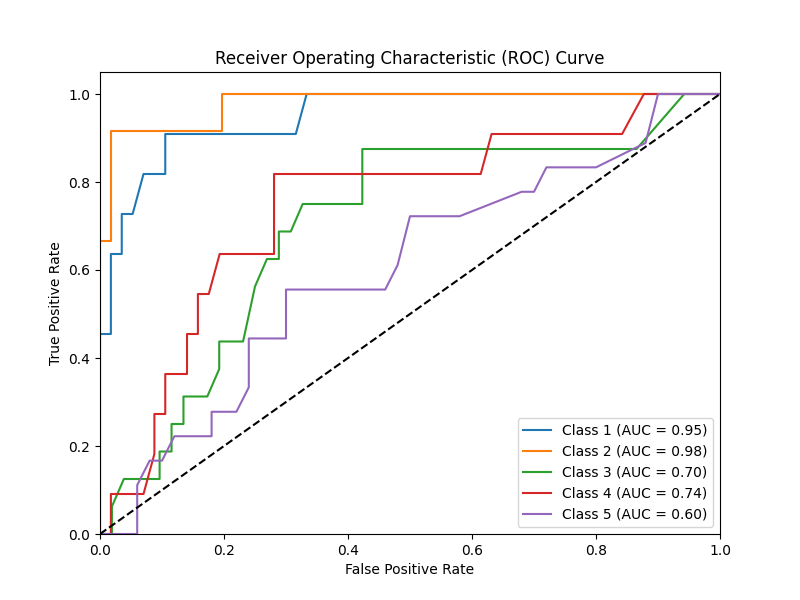 Receiver Operating Characteristic (ROC) Curve
1.0
0.8
0.6
0.4
0.2
0.0
True Positive Rate
Class 1 (AUC = 0.95)
Class 2 (AUC = 0.98)
Class 3 (AUC = 0.70)
Class 4 (AUC = 0.74)
Class 5 (AUC = 0.60)
0.0 0.2 0.4 0.6 0.8 1.0
False Positive Rate